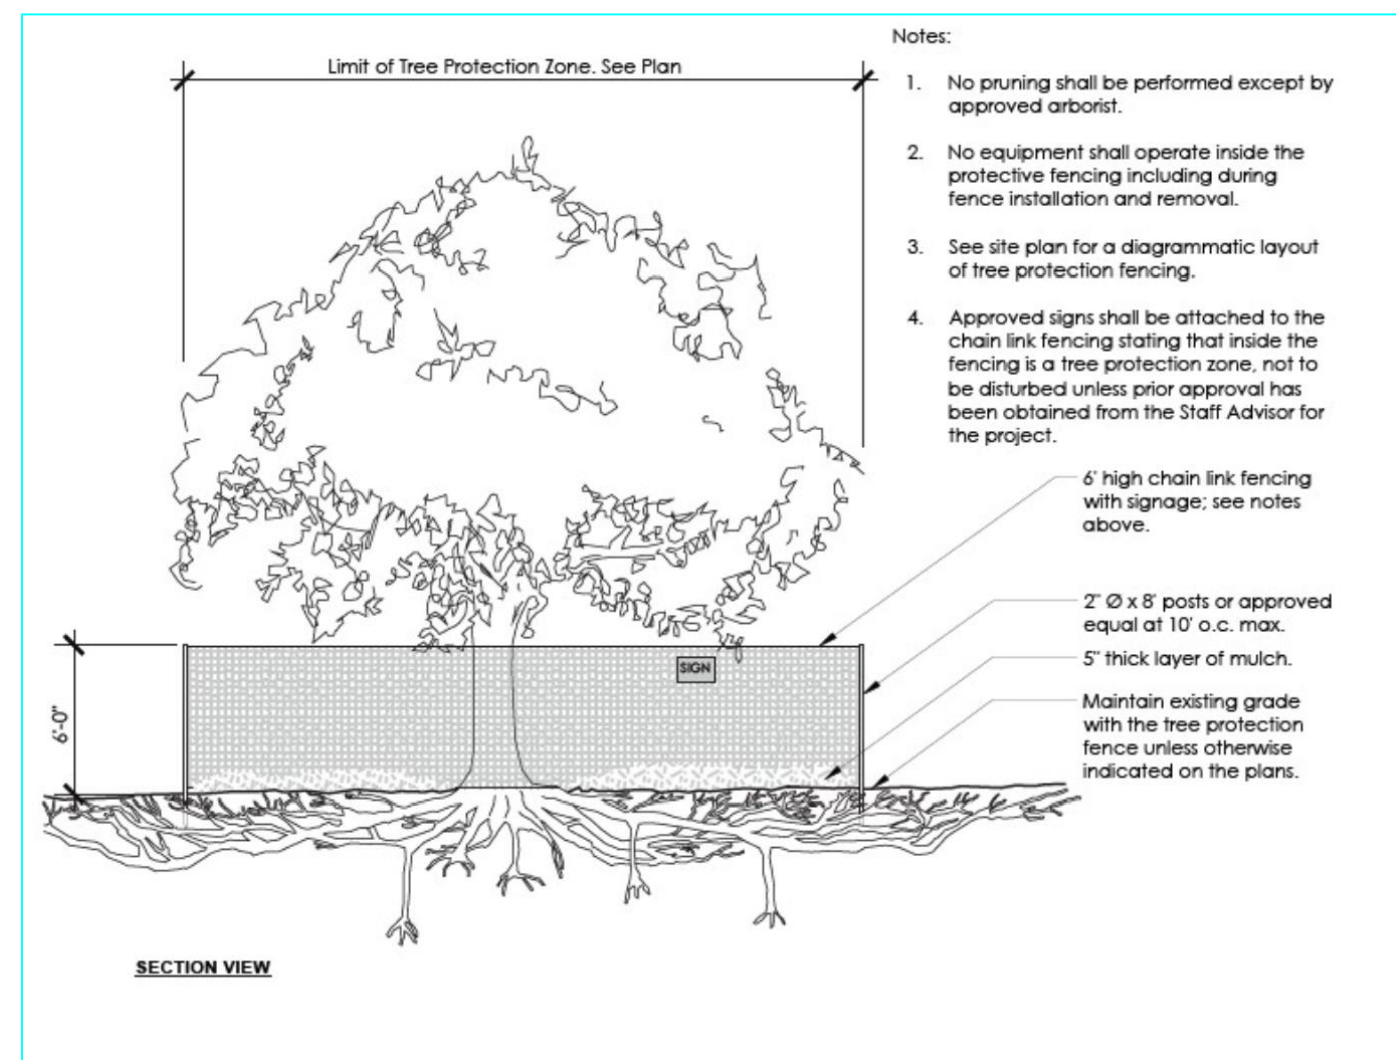 Limit of Tree Protection Zone. See Plan
Notes:
1. No pruning shall be performed except by
approved arborist.
2. No equipment shall operate inside the
protective fencing including during
fence installation and removal.
3. See site plan for a diagrammatic layout
of tree protection fencing.
4. Approved signs shall be attached to the
chain link fencing stating that inside the
fencing is a tree protection zone, not to
be disturbed unless prior approval has
been obtained from the Staff Advisor for
the project.
6' high chain link fencing
with signage; see notes
above.
2" Ø x 8' posts or approved
equal at 10' o.c. max.
5" thick layer of mulch.
Maintain existing grade
with the tree protection
fence unless otherwise
indicated on the plans.
SIGN
6'-0"
SECTION VIEW